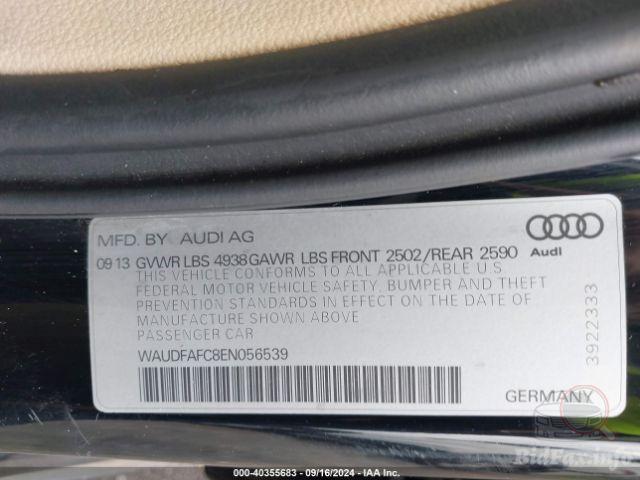 MFD. BY AUDI AG
09 13 GVWR LBS 4938 GAWR LBS FRONT 2502/REAR 2590
Audi
THIS VEHICLE CONFORMS TO ALL APPLICABLE U.S.
FEDERAL MOTOR VEHICLE SAFETY, BUMPER AND THEFT
PREVENTION STANDARDS IN EFFECT ON THE DATE OF
MANUFACTURE SHOWN ABOVE
PASSENGER CAR
3922333
WAUDFAFC8EN056539
GERMANY
BidFax.info
000-40355683 - 09/16/2024 - IAA Inc.